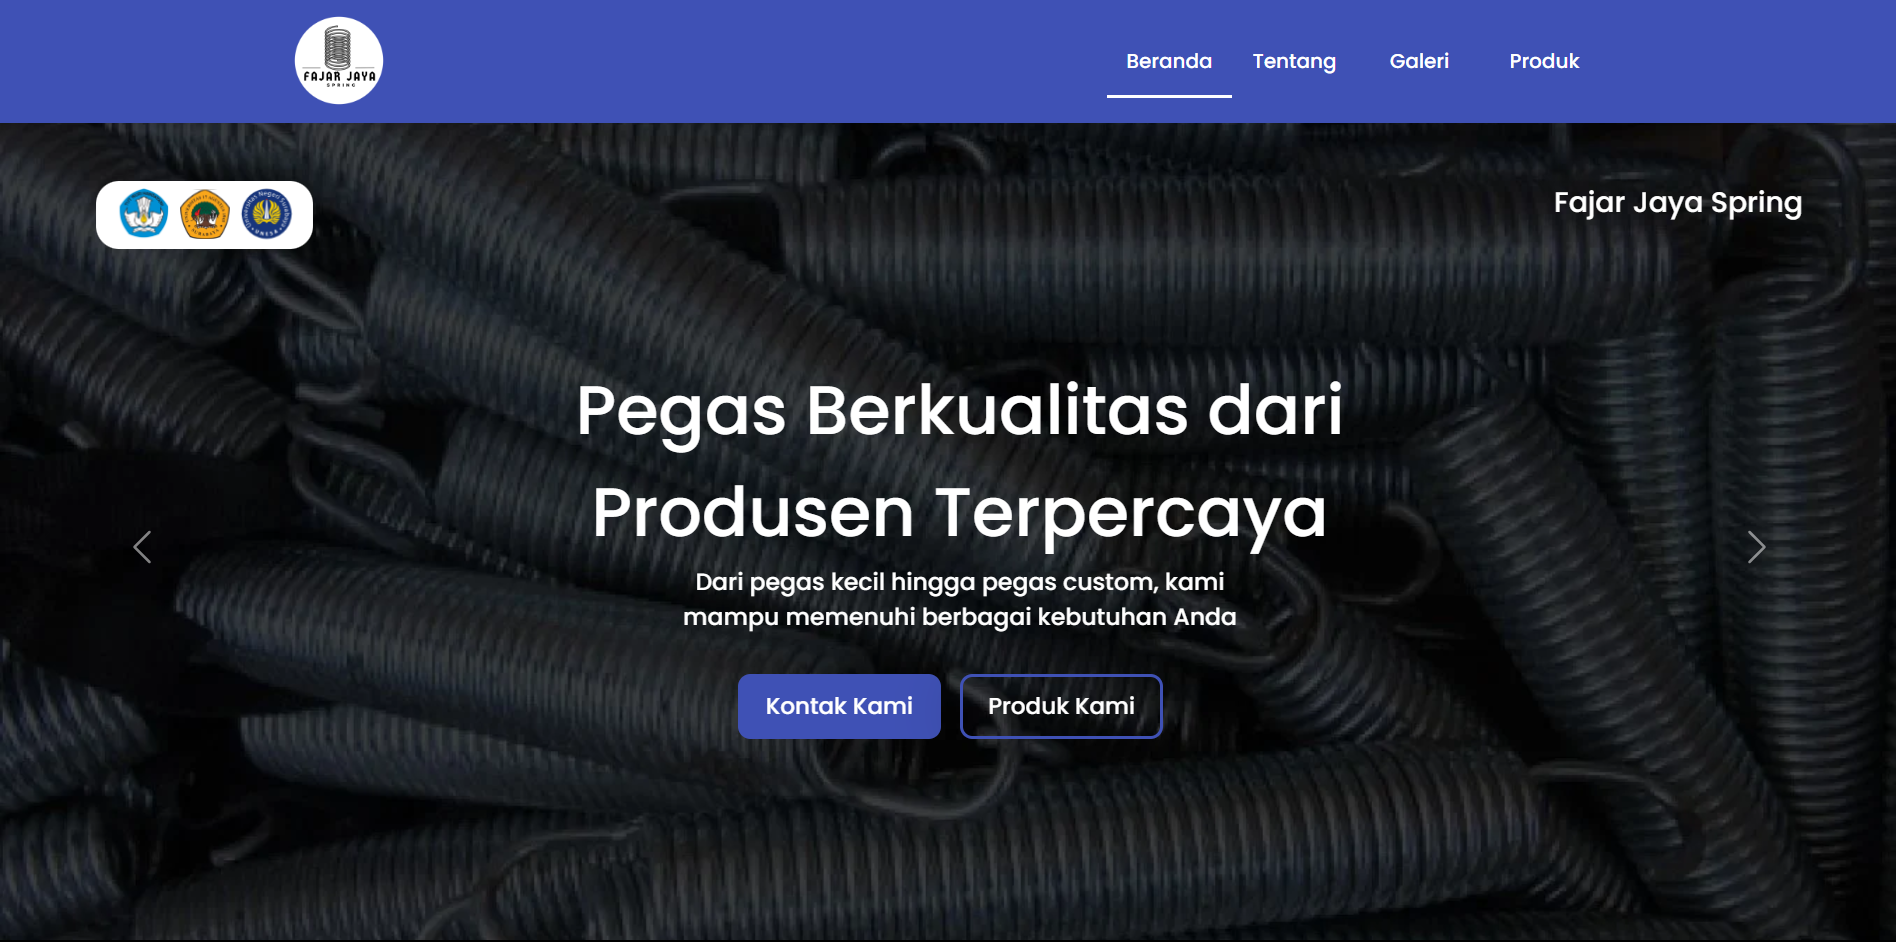 FAJAR JAYA
SPRING
Beranda
Tentang
Galeri
Produk
Fajar Jaya Spring
Pegas Berkualitas dari
Produsen Terpercaya
Dari pegas kecil hingga pegas custom, kami
mampu memenuhi berbagai kebutuhan Anda
Kontak Kami
Produk Kami